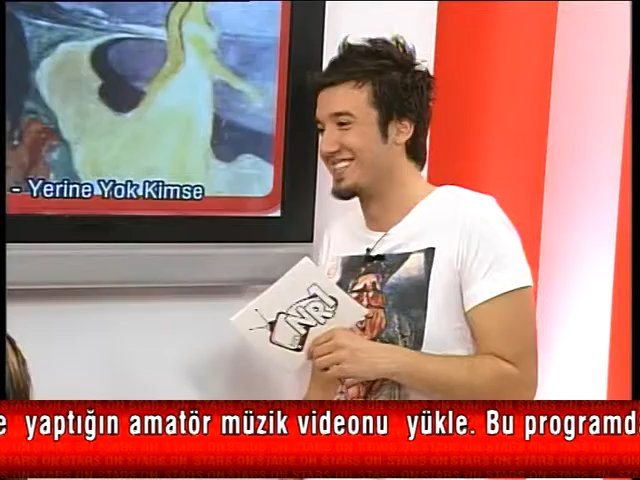 - Yerine Yok Kimse
NR1
e yaptığın amatör müzik videonu yükle. Bu programda